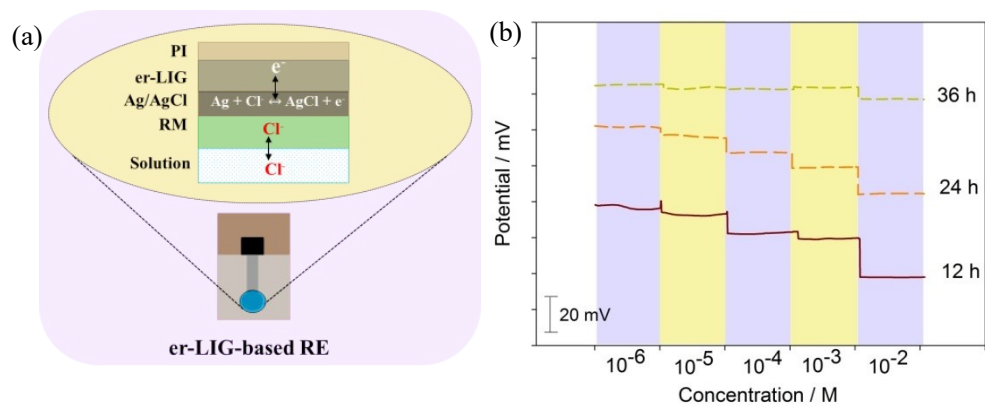 (a)
PI
er-LIG
e⁻
Ag/AgCl
Ag + Cl⁻ ↔ AgCl + e⁻
RM
Cl⁻
Solution
Cl⁻
er-LIG-based RE
(b)
Potential / mV
36 h
24 h
12 h
20 mV
10⁻⁶ 10⁻⁵ 10⁻⁴ 10⁻³ 10⁻²
Concentration / M